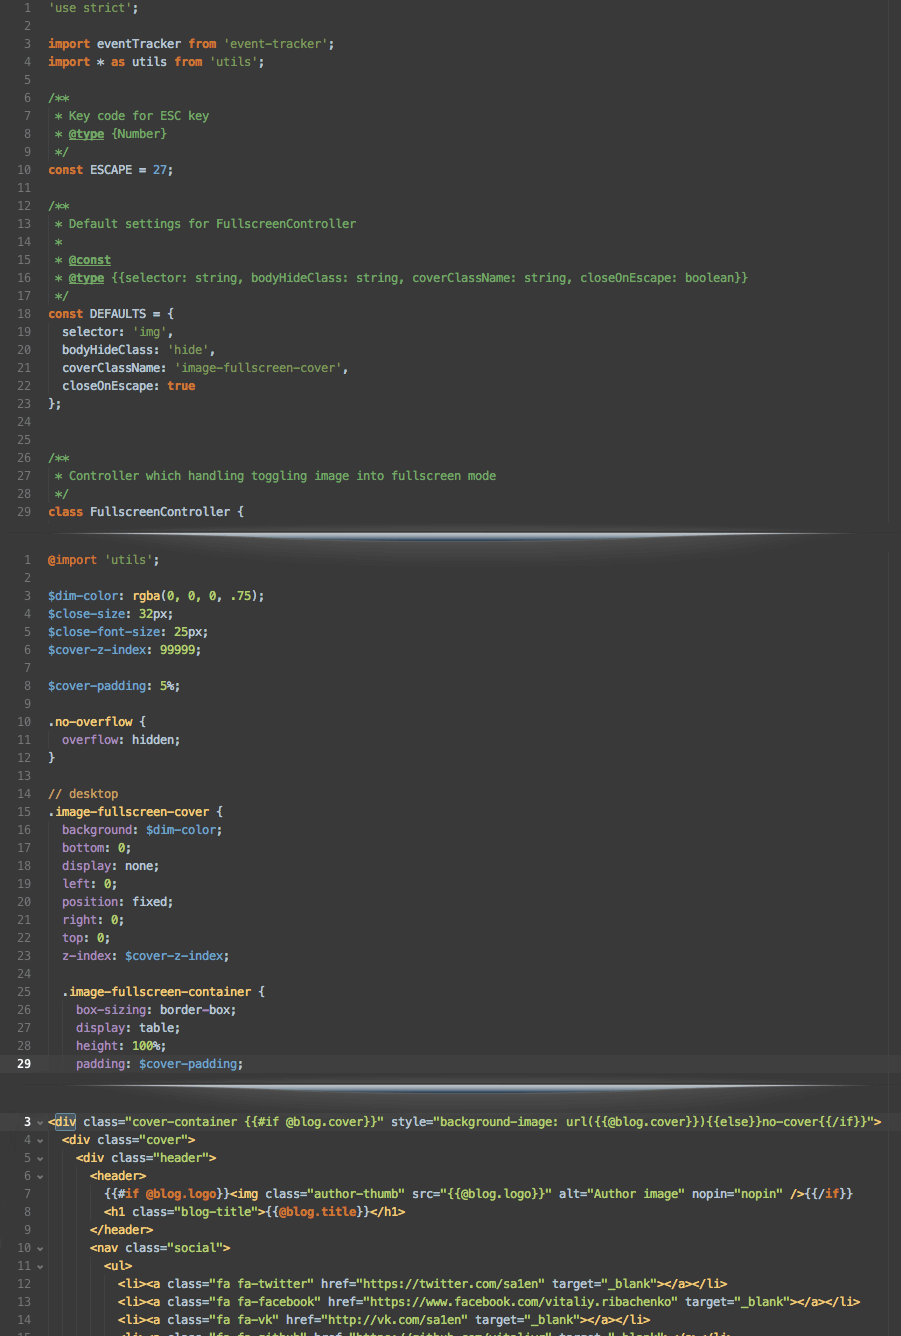 1 'use strict';
2
3 import eventTracker from 'event-tracker';
4 import * as utils from 'utils';
5
6 /**
7  * Key code for ESC key
8  * @type {Number}
9  */
10 const ESCAPE = 27;
11
12 /**
13  * Default settings for FullscreenController
14  *
15  * @const
16  * @type {{selector: string, bodyHideClass: string, coverClassName: string, closeOnEscape: boolean}}
17  */
18 const DEFAULTS = {
19   selector: 'img',
20   bodyHideClass: 'hide',
21   coverClassName: 'image-fullscreen-cover',
22   closeOnEscape: true
23 };
24
25
26 /**
27  * Controller which handling toggling image into fullscreen mode
28  */
29 class FullscreenController {
1 @import 'utils';
2
3 $dim-color: rgba(0, 0, 0, .75);
4 $close-size: 32px;
5 $close-font-size: 25px;
6 $cover-z-index: 99999;
7
8 $cover-padding: 5%;
9
10 .no-overflow {
11   overflow: hidden;
12 }
13
14 // desktop
15 .image-fullscreen-cover {
16   background: $dim-color;
17   bottom: 0;
18   display: none;
19   left: 0;
20   position: fixed;
21   right: 0;
22   top: 0;
23   z-index: $cover-z-index;
24
25   .image-fullscreen-container {
26     box-sizing: border-box;
27     display: table;
28     height: 100%;
29     padding: $cover-padding;
3 <div class="cover-container {{#if @blog.cover}}" style="background-image: url({{@blog.cover}}){{else}}no-cover{{/if}}">
4   <div class="cover">
5     <div class="header">
6       <header>
7         {{#if @blog.logo}}<img class="author-thumb" src="{{@blog.logo}}" alt="Author image" nopin="nopin" />{{/if}}
8         <h1 class="blog-title">{{@blog.title}}</h1>
9       </header>
10       <nav class="social">
11         <ul>
12           <li><a class="fa fa-twitter" href="https://twitter.com/sa1en" target="_blank"></a></li>
13           <li><a class="fa fa-facebook" href="https://www.facebook.com/vitaliy.ribachenko" target="_blank"></a></li>
14           <li><a class="fa fa-vk" href="http://vk.com/sa1en" target="_blank"></a></li>